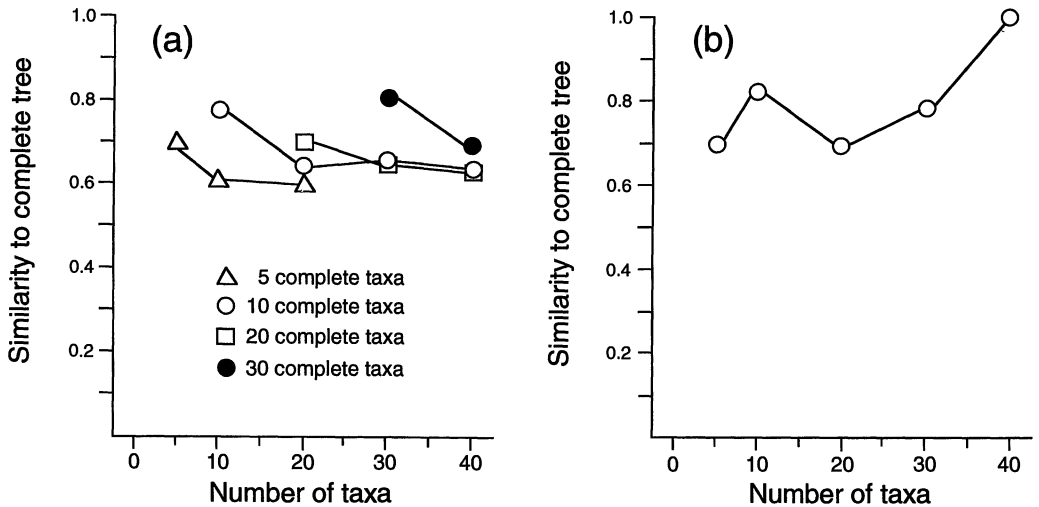 (a)
Similarity to complete tree
1.0
0.8
0.6
0.4
0.2
5 complete taxa
10 complete taxa
20 complete taxa
30 complete taxa
0 10 20 30 40
Number of taxa
(b)
Similarity to complete tree
1.0
0.8
0.6
0.4
0.2
0 10 20 30 40
Number of taxa